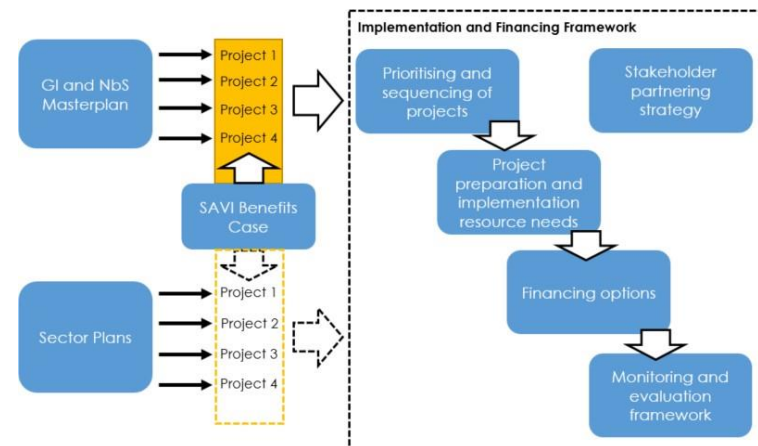 Implementation and Financing Framework
GI and NbS
Masterplan
Project 1
Project 2
Project 3
Project 4
SAVI Benefits
Case
Sector Plans
Project 1
Project 2
Project 3
Project 4
Prioritising and
sequencing of
projects
Stakeholder
partnering
strategy
Project
preparation and
implementation
resource needs
Financing options
Monitoring and
evaluation
framework